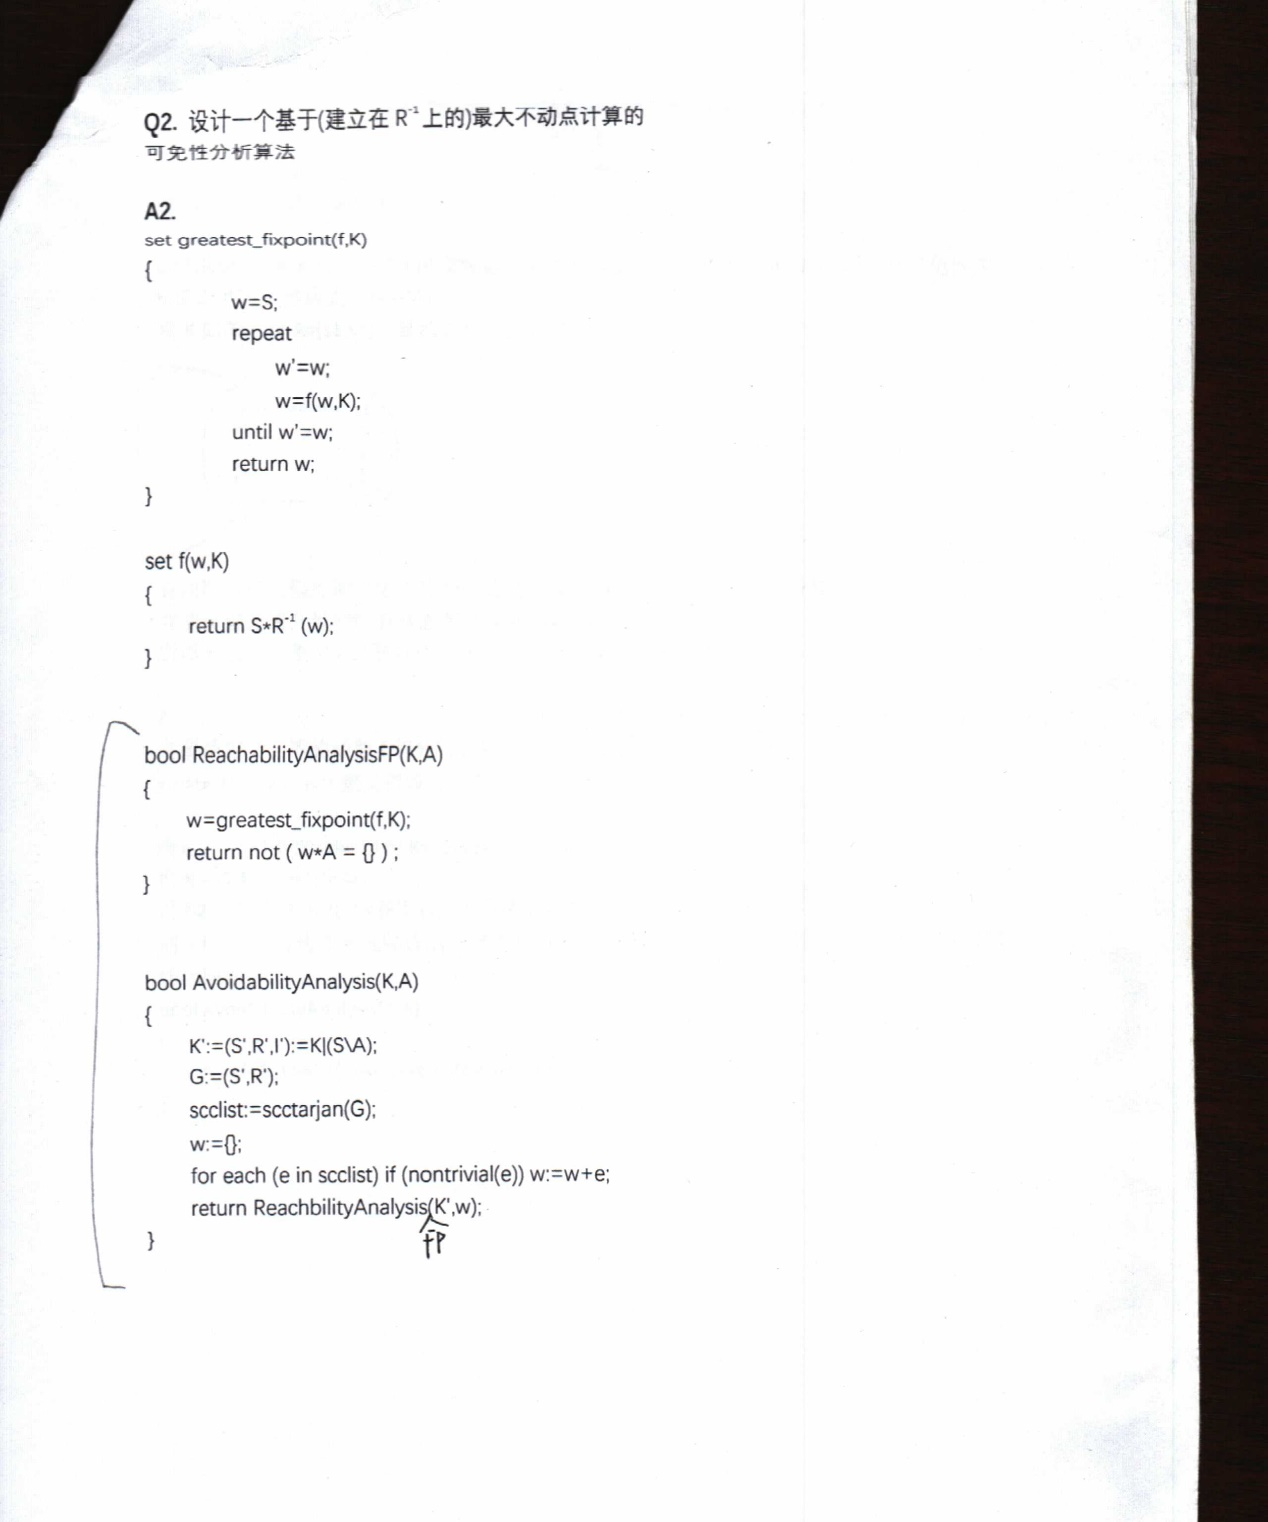 Q2. 设计一个基于(建立在 R⁻¹ 上的)最大不动点计算的
可免性分析算法
A2.
set greatest_fixpoint(f,K)
{
w=S;
repeat
w'=w;
w=f(w,K);
until w'=w;
return w;
}
set f(w,K)
{
return S*R⁻¹ (w);
}
bool ReachabilityAnalysisFP(K,A)
{
w=greatest_fixpoint(f,K);
return not ( w*A = {} ) ;
}
bool AvoidabilityAnalysis(K,A)
{
K':=(S',R',I'):=K|(S\A);
G:=(S',R');
scclist:=scctarjan(G);
w:={};
for each (e in scclist) if (nontrivial(e)) w:=w+e;
return ReachbilityAnalysis(K',w);
FP
}